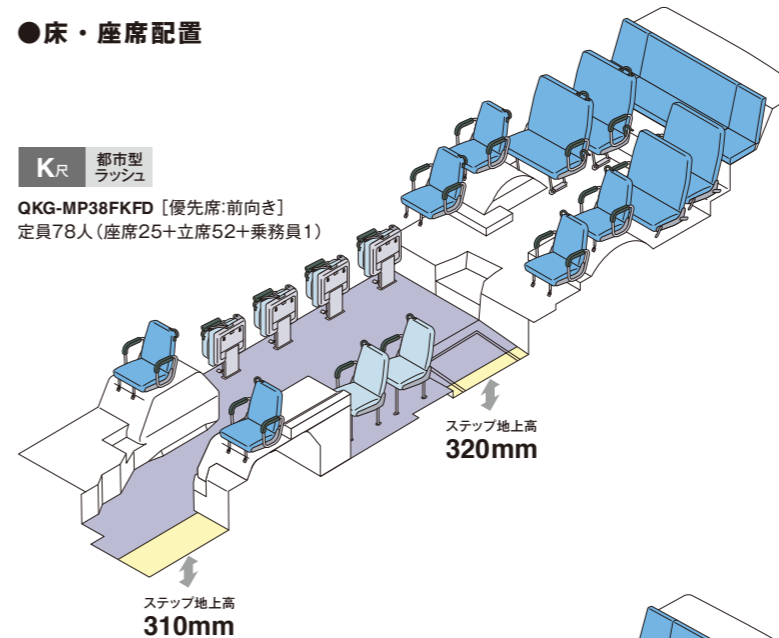 ●床・座席配置
K尺 都市型ラッシュ
QKG-MP38FKFD［優先席:前向き］
定員78人（座席25＋立席52＋乗務員1）
ステップ地上高
320mm
ステップ地上高
310mm